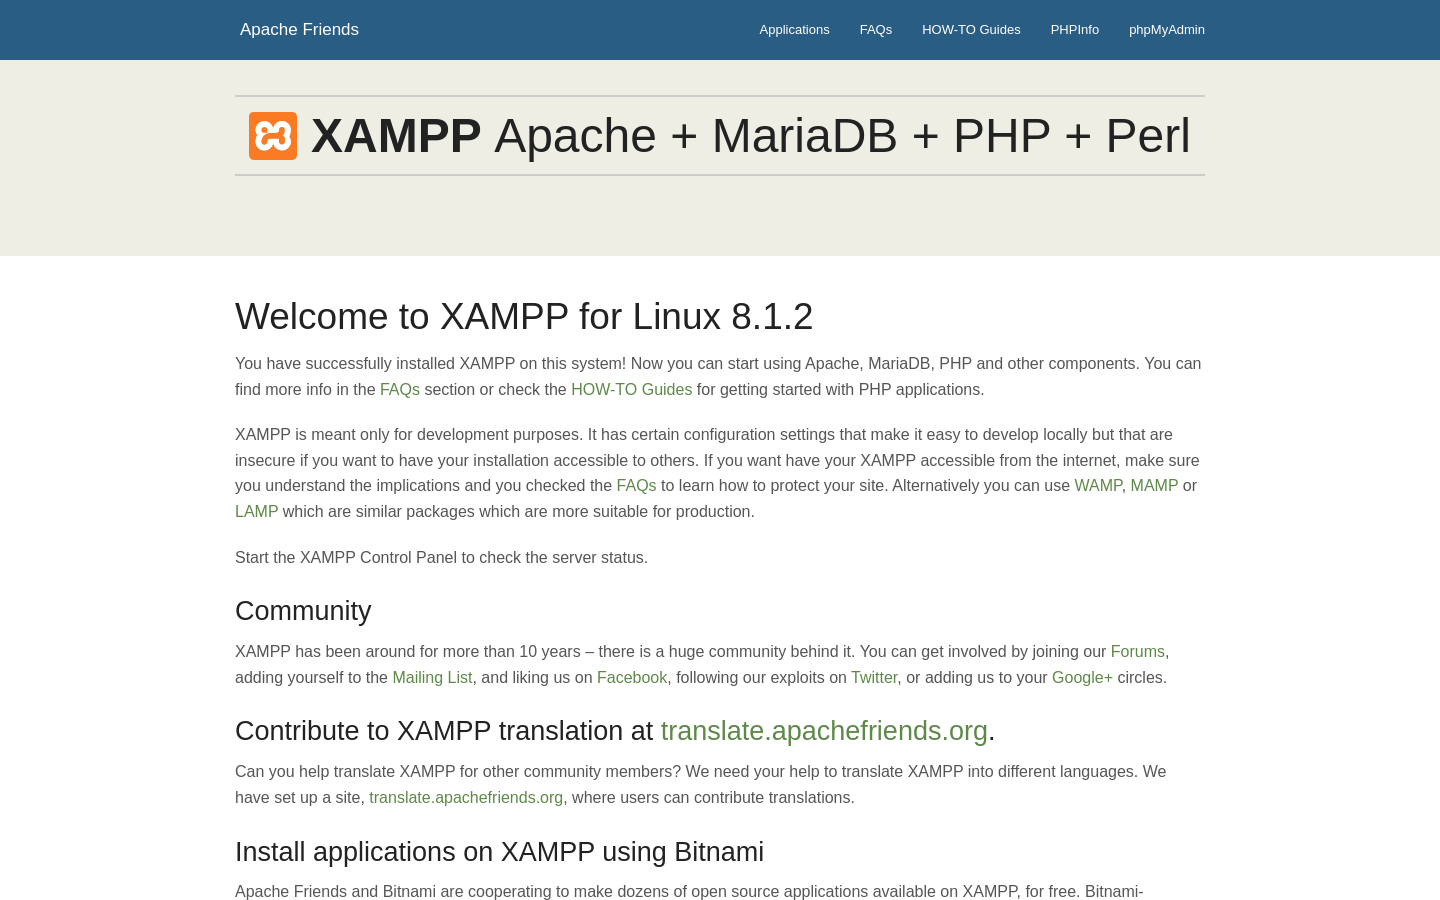 Apache Friends
Applications FAQs HOW-TO Guides PHPInfo phpMyAdmin
XAMPP Apache + MariaDB + PHP + Perl
Welcome to XAMPP for Linux 8.1.2
You have successfully installed XAMPP on this system! Now you can start using Apache, MariaDB, PHP and other components. You can
find more info in the FAQs section or check the HOW-TO Guides for getting started with PHP applications.
XAMPP is meant only for development purposes. It has certain configuration settings that make it easy to develop locally but that are
insecure if you want to have your installation accessible to others. If you want have your XAMPP accessible from the internet, make sure
you understand the implications and you checked the FAQs to learn how to protect your site. Alternatively you can use WAMP, MAMP or
LAMP which are similar packages which are more suitable for production.
Start the XAMPP Control Panel to check the server status.
Community
XAMPP has been around for more than 10 years – there is a huge community behind it. You can get involved by joining our Forums,
adding yourself to the Mailing List, and liking us on Facebook, following our exploits on Twitter, or adding us to your Google+ circles.
Contribute to XAMPP translation at translate.apachefriends.org.
Can you help translate XAMPP for other community members? We need your help to translate XAMPP into different languages. We
have set up a site, translate.apachefriends.org, where users can contribute translations.
Install applications on XAMPP using Bitnami
Apache Friends and Bitnami are cooperating to make dozens of open source applications available on XAMPP, for free. Bitnami-